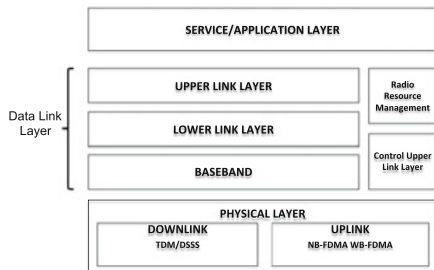 SERVICE/APPLICATION LAYER
Data Link
Layer
UPPER LINK LAYER
LOWER LINK LAYER
BASEBAND
Radio
Resource
Management
Control Upper
Link Layer
PHYSICAL LAYER
DOWNLINK
TDM/DSSS
UPLINK
NB-FDMA WB-FDMA